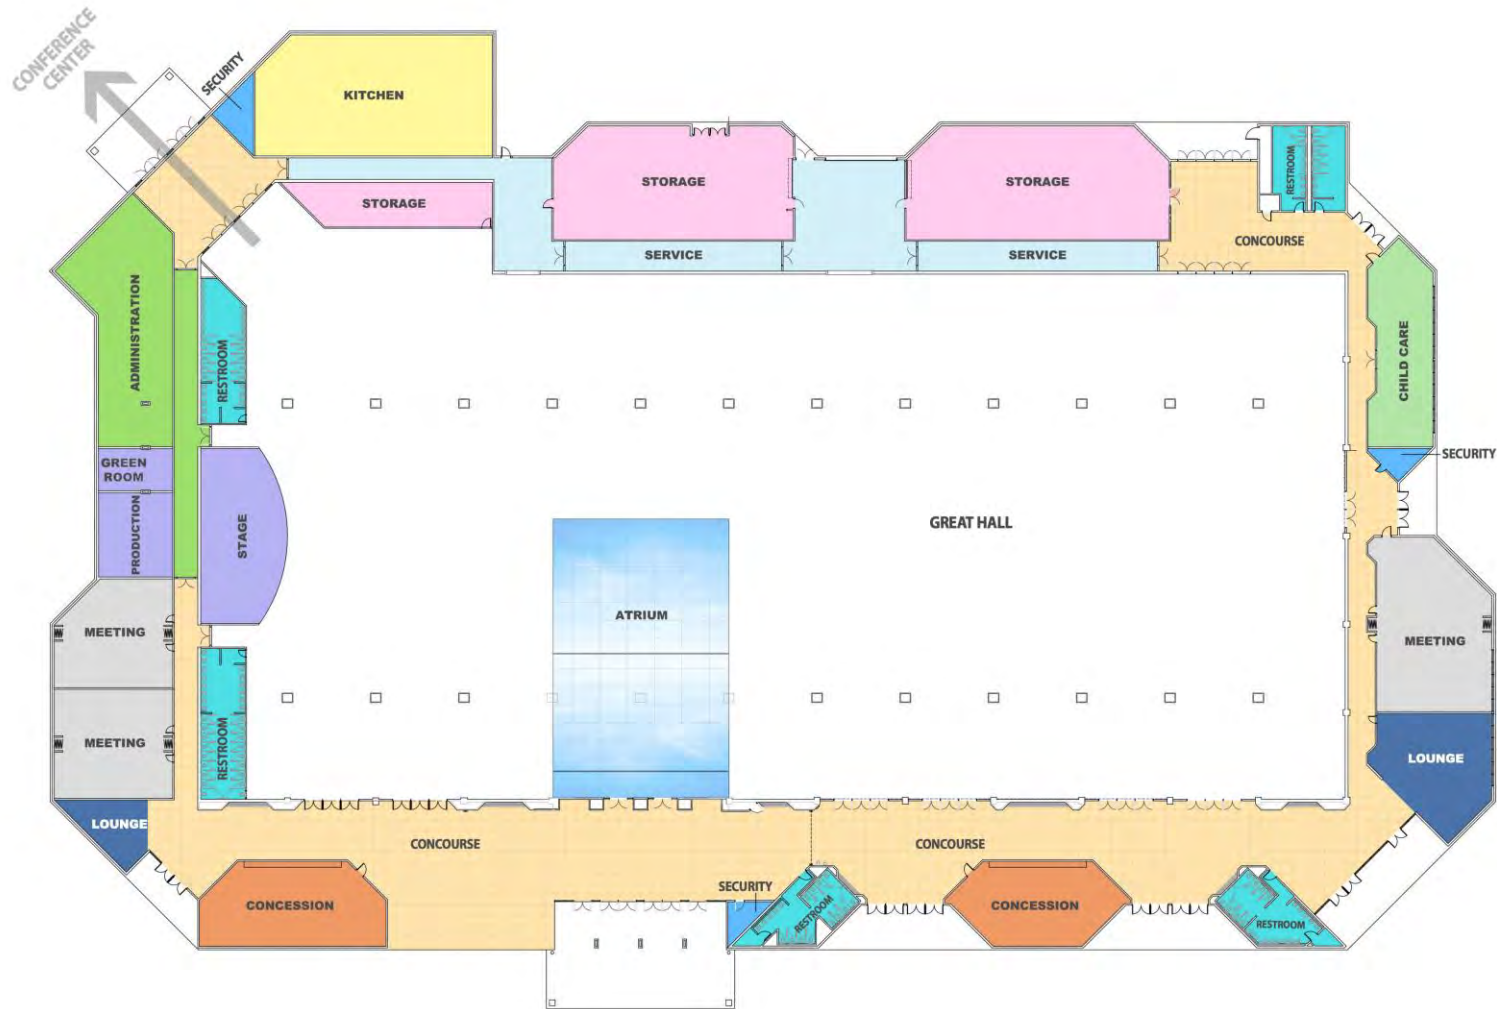 CONFERENCE
CENTER
SECURITY
KITCHEN
STORAGE
STORAGE
STORAGE
RESTROOM
CONCOURSE
SERVICE
SERVICE
ADMINISTRATION
RESTROOM
CHILD CARE
SECURITY
GREEN
ROOM
PRODUCTION
STAGE
GREAT HALL
ATRIUM
MEETING
MEETING
MEETING
RESTROOM
LOUNGE
LOUNGE
CONCOURSE
CONCOURSE
SECURITY
CONCESSION
RESTROOM
CONCESSION
RESTROOM